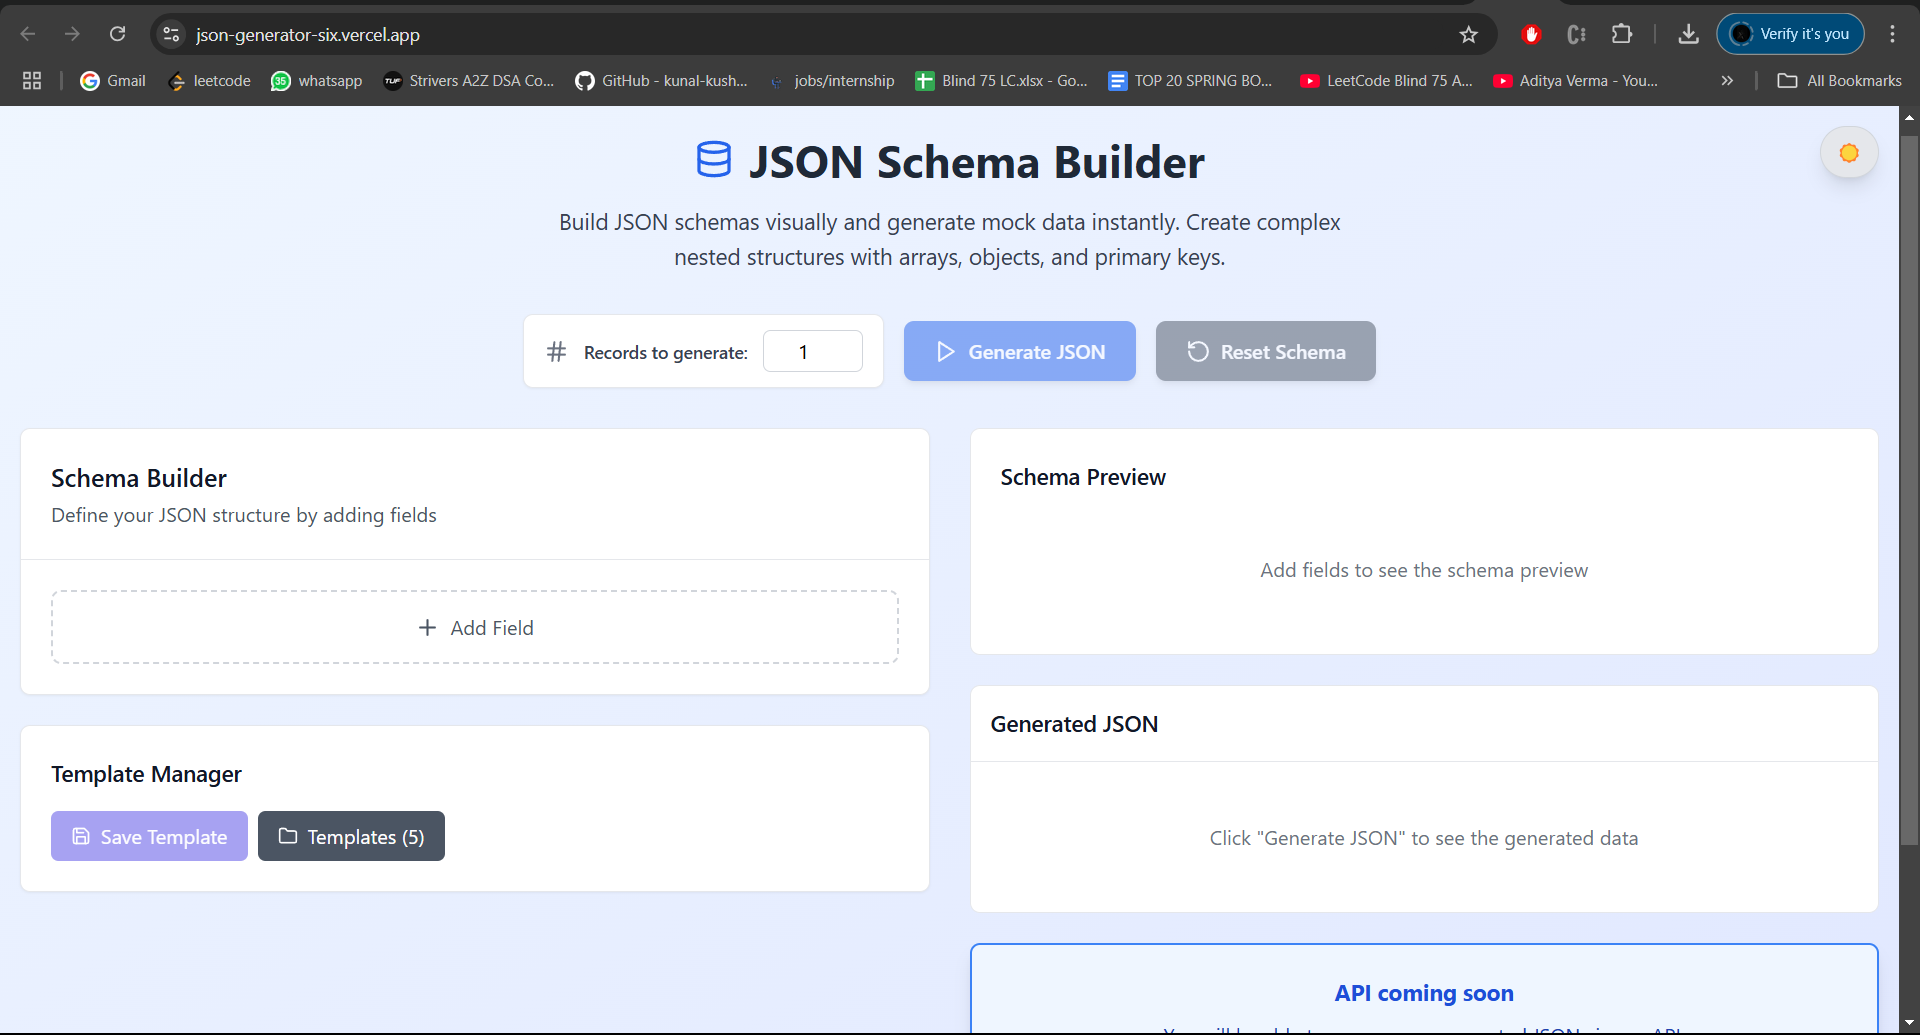 json-generator-six.vercel.app
Verify it's you
Gmail
leetcode
35
whatsapp
TUF
Strivers A2Z DSA Co...
GitHub - kunal-kush...
jobs/internship
Blind 75 LC.xlsx - Go...
TOP 20 SPRING BO...
LeetCode Blind 75 A...
Aditya Verma - You...
All Bookmarks
JSON Schema Builder
Build JSON schemas visually and generate mock data instantly. Create complex
nested structures with arrays, objects, and primary keys.
Records to generate: 1
Generate JSON
Reset Schema
Schema Builder
Define your JSON structure by adding fields
Add Field
Template Manager
Save Template
Templates (5)
Schema Preview
Add fields to see the schema preview
Generated JSON
Click "Generate JSON" to see the generated data
API coming soon